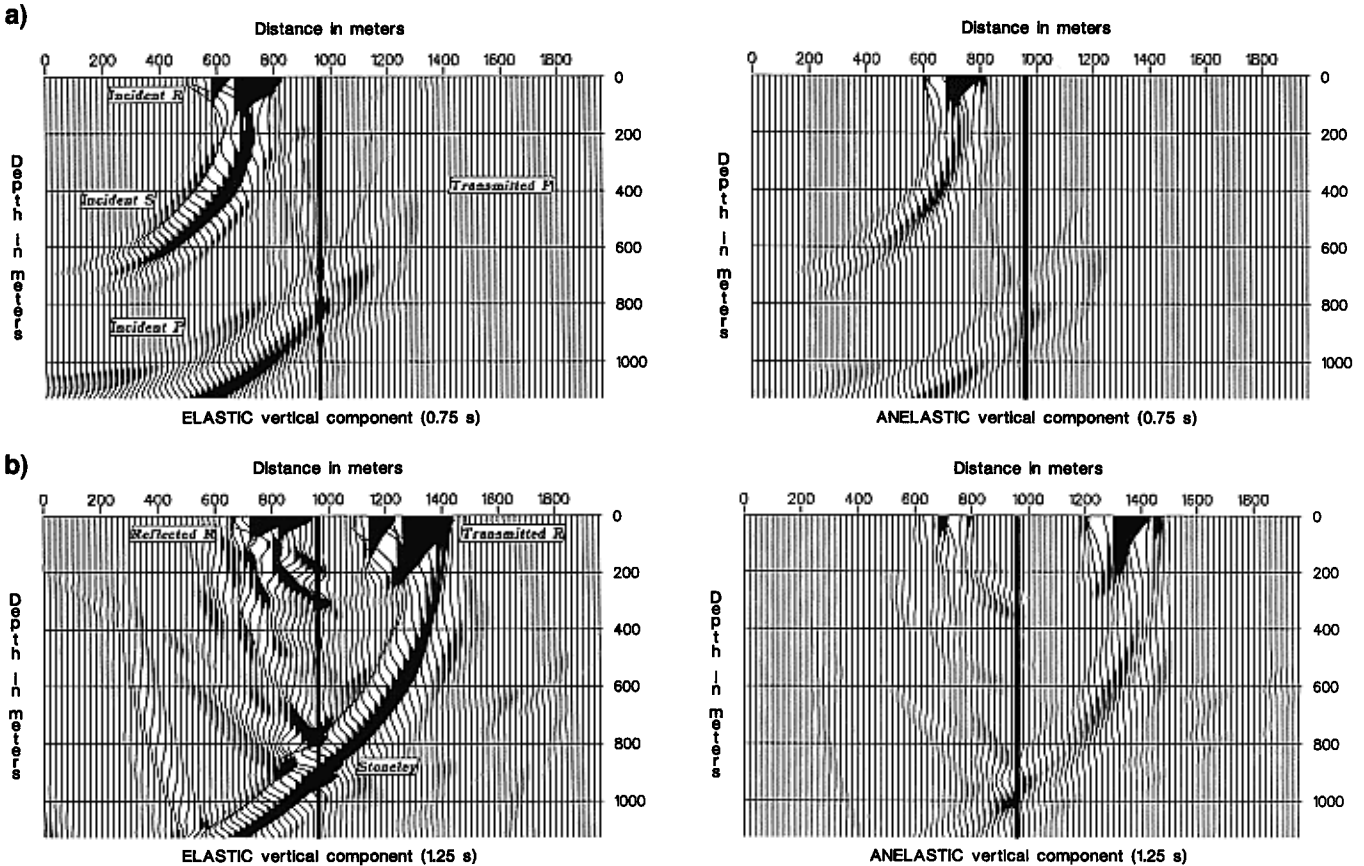 a)
Distance in meters
0 200 400 600 800 1000 1200 1400 1600 1800
Incident R
Incident S
Incident P
Transmitted P
0
200
400
600
800
1000
Depth in meters
ELASTIC vertical component (0.75 s)
Distance in meters
0 200 400 600 800 1000 1200 1400 1600 1800
0
200
400
600
800
1000
Depth in meters
ANELASTIC vertical component (0.75 s)
b)
Distance in meters
0 200 400 600 800 1000 1200 1400 1600 1800
Reflected R
Transmitted R
Stoneley
0
200
400
600
800
1000
Depth in meters
ELASTIC vertical component (1.25 s)
Distance in meters
0 200 400 600 800 1000 1200 1400 1600 1800
0
200
400
600
800
1000
Depth in meters
ANELASTIC vertical component (1.25 s)